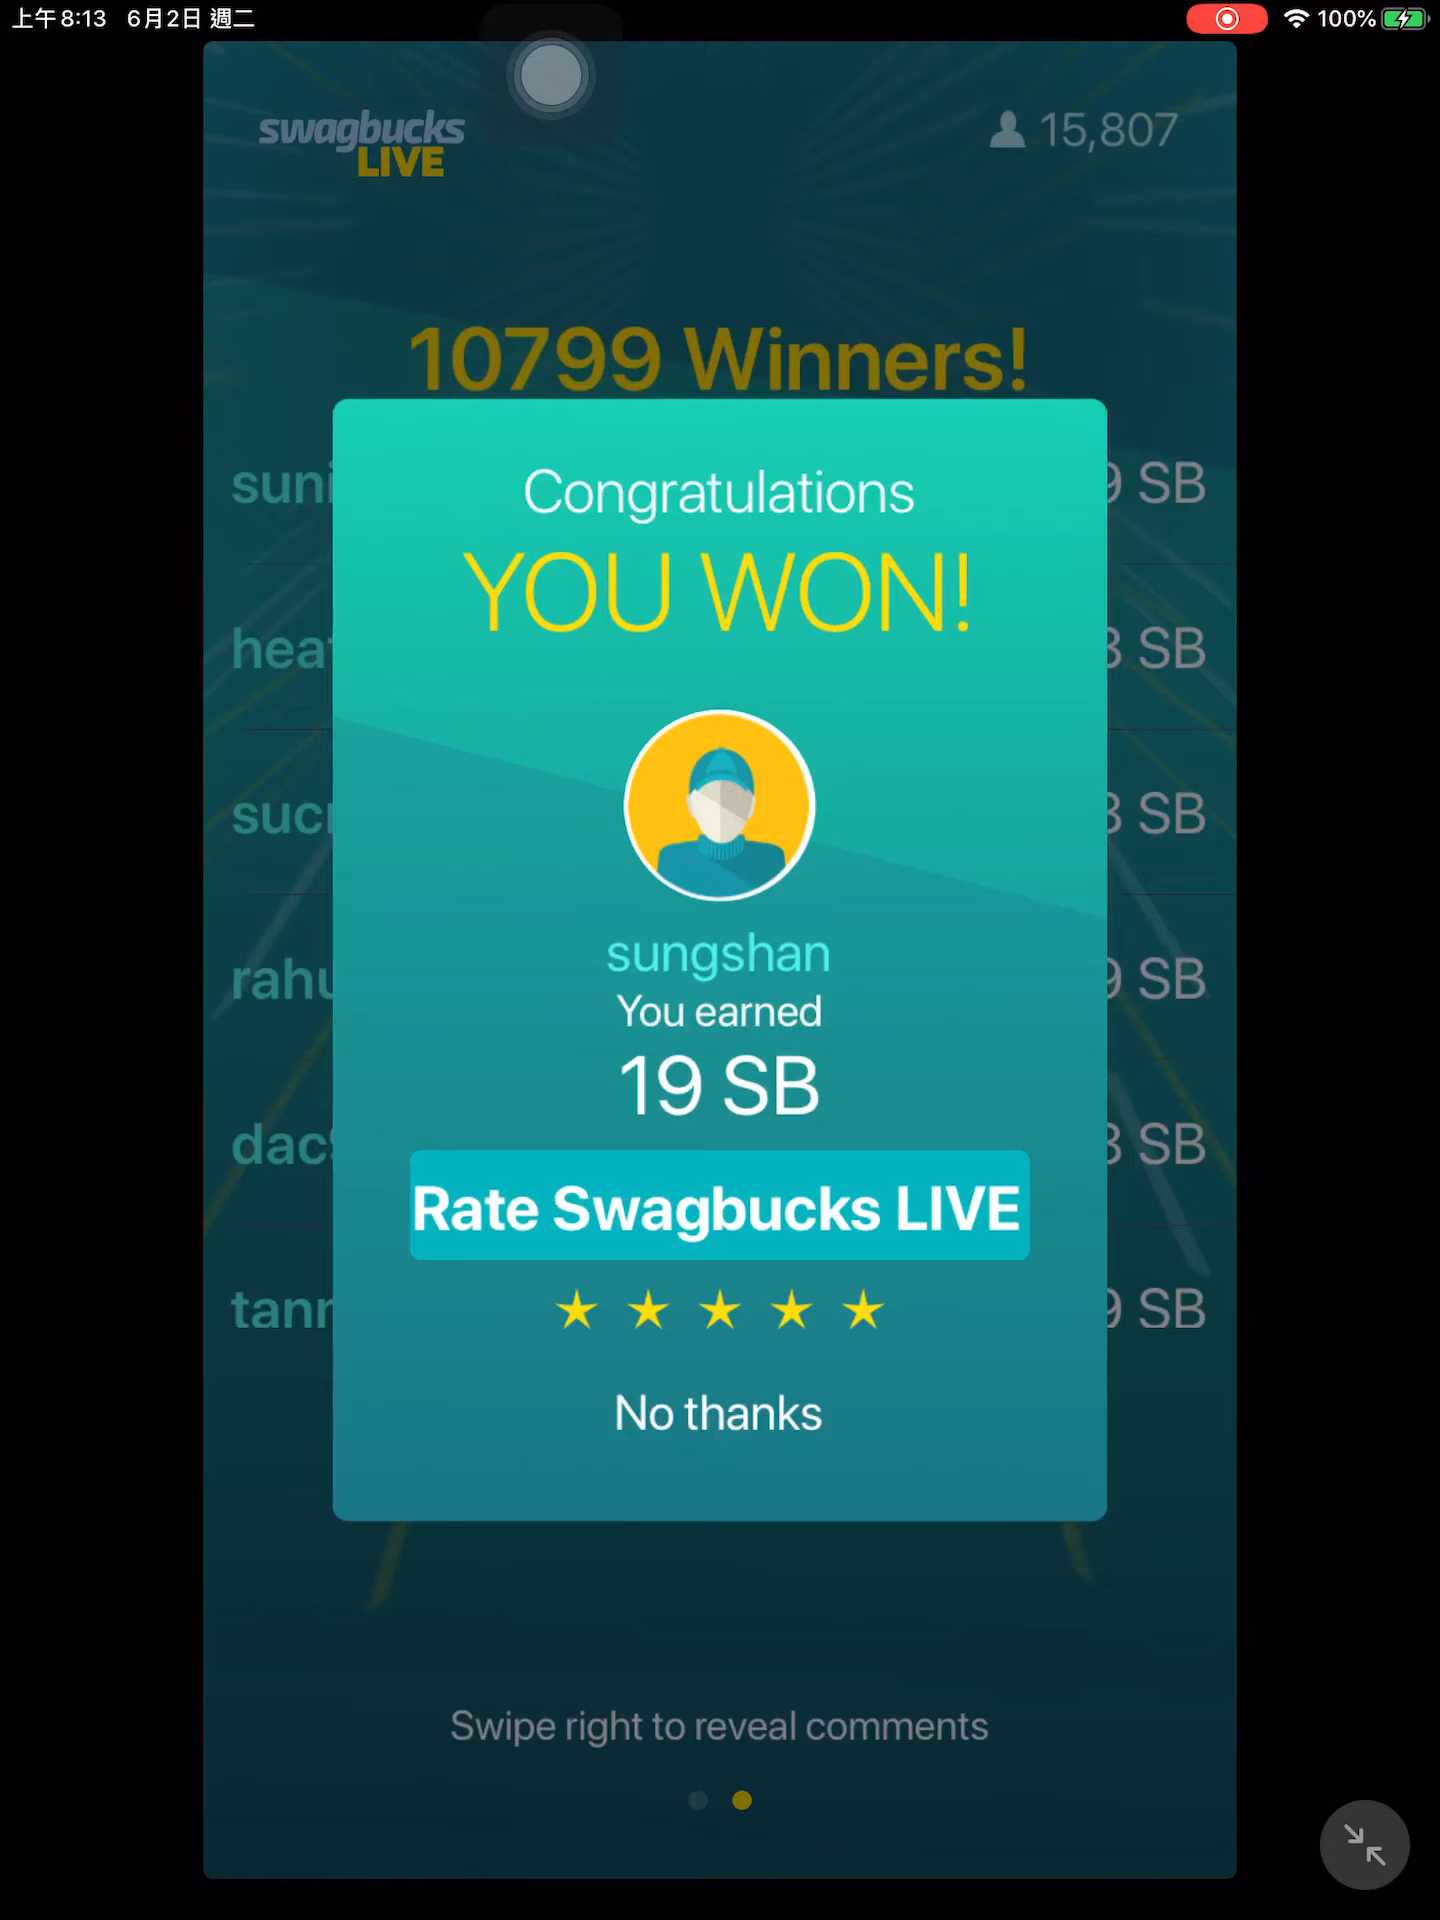 上午8:13 6月2日 週二
100%
swagbucks
LIVE
15,807
10799 Winners!
Congratulations
YOU WON!
sungshan
You earned
19 SB
Rate Swagbucks LIVE
No thanks
SB
SB
SB
SB
SB
SB
Swipe right to reveal comments